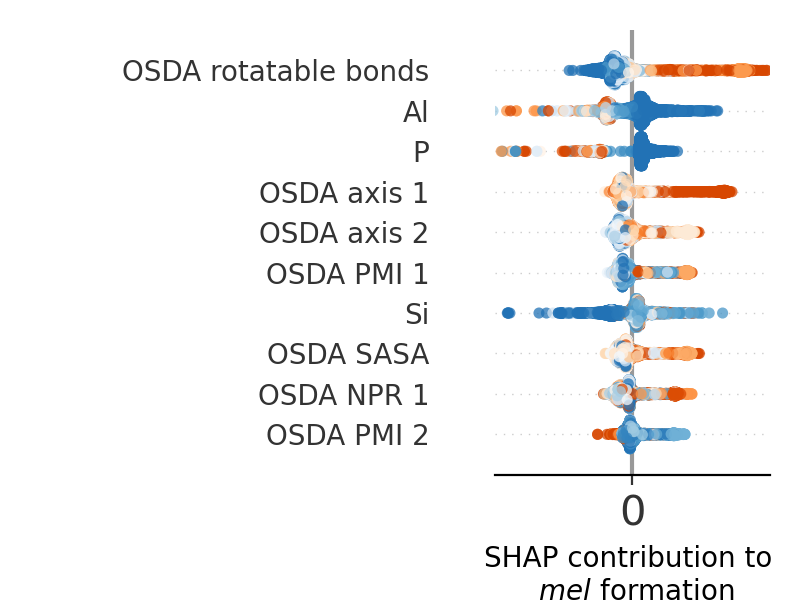 OSDA rotatable bonds
Al
P
OSDA axis 1
OSDA axis 2
OSDA PMI 1
Si
OSDA SASA
OSDA NPR 1
OSDA PMI 2
0
SHAP contribution to
mel formation